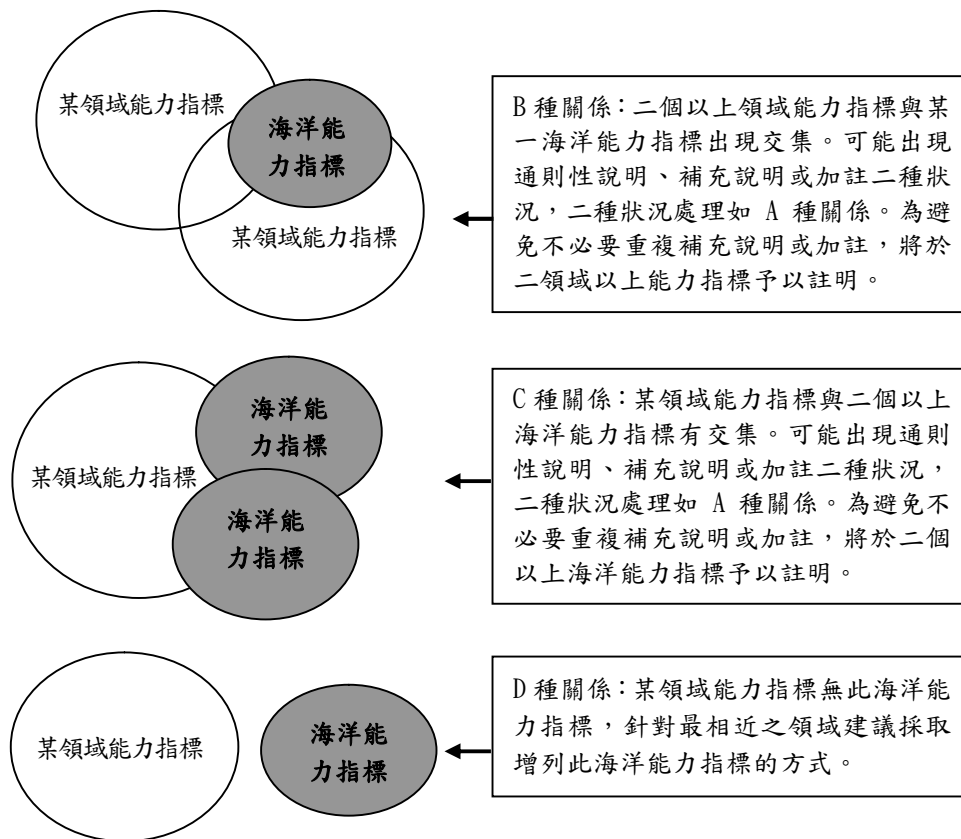 某領域能力指標
海洋能
力指標
某領域能力指標
B 種關係：二個以上領域能力指標與某
一海洋能力指標出現交集。可能出現
通則性說明、補充說明或加註二種狀
況，二種狀況處理如 A 種關係。為避
免不必要重複補充說明或加註，將於
二領域以上能力指標予以註明。
某領域能力指標
海洋能
力指標
海洋能
力指標
C 種關係：某領域能力指標與二個以上
海洋能力指標有交集。可能出現通則
性說明、補充說明或加註二種狀況，
二種狀況處理如 A 種關係。為避免不
必要重複補充說明或加註，將於二個
以上海洋能力指標予以註明。
某領域能力指標
海洋能
力指標
D 種關係：某領域能力指標無此海洋能
力指標，針對最相近之領域建議採取
增列此海洋能力指標的方式。